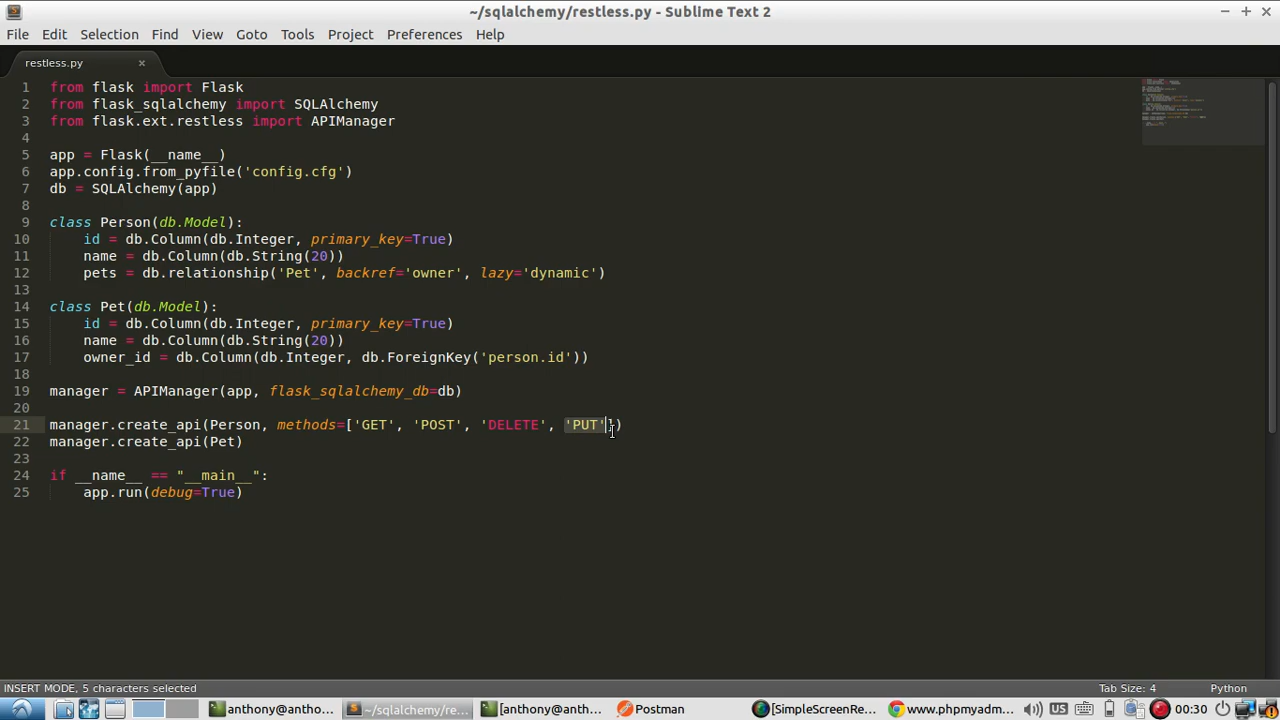 ~/sqlalchemy/restless.py - Sublime Text 2
File Edit Selection Find View Goto Tools Project Preferences Help
restless.py
1 from flask import Flask
2 from flask_sqlalchemy import SQLAlchemy
3 from flask.ext.restless import APIManager
4
5 app = Flask(__name__)
6 app.config.from_pyfile('config.cfg')
7 db = SQLAlchemy(app)
8
9 class Person(db.Model):
10 id = db.Column(db.Integer, primary_key=True)
11 name = db.Column(db.String(20))
12 pets = db.relationship('Pet', backref='owner', lazy='dynamic')
13
14 class Pet(db.Model):
15 id = db.Column(db.Integer, primary_key=True)
16 name = db.Column(db.String(20))
17 owner_id = db.Column(db.Integer, db.ForeignKey('person.id'))
18
19 manager = APIManager(app, flask_sqlalchemy_db=db)
20
21 manager.create_api(Person, methods=['GET', 'POST', 'DELETE', 'PUT'])
22 manager.create_api(Pet)
23
24 if __name__ == "__main__":
25 app.run(debug=True)
INSERT MODE, 5 characters selected Tab Size: 4 Python
anthony@antho... ~/sqlalchemy/res... [anthony@antho... Postman [SimpleScreenRe... www.phpmyadm... US 00:30